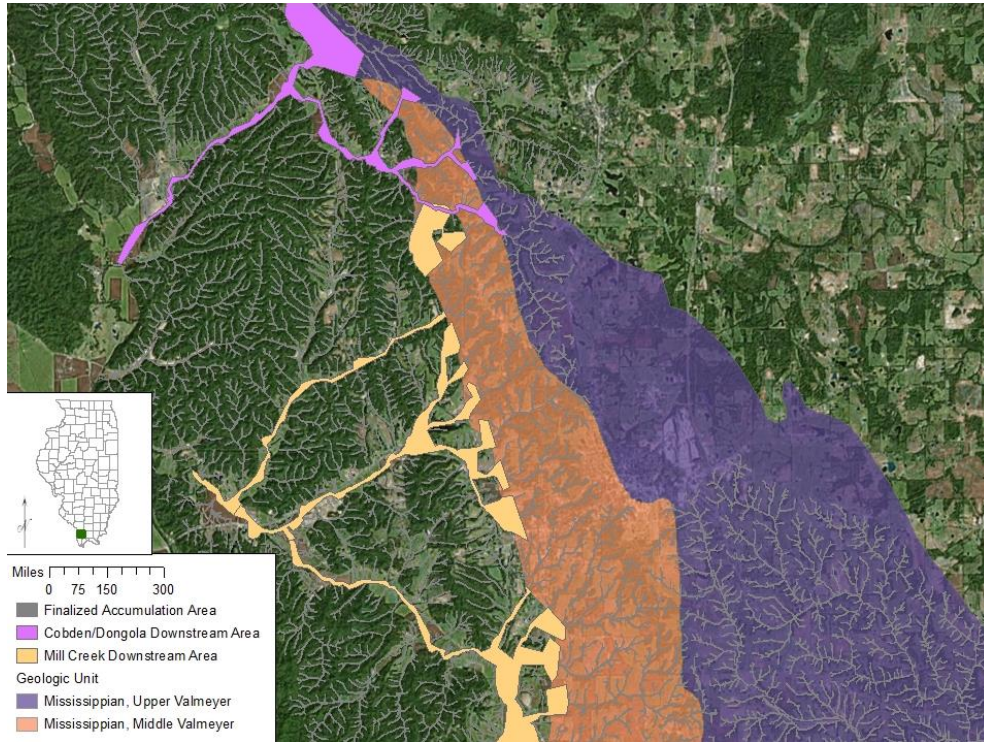 Miles
0 75 150 300
Finalized Accumulation Area
Cobden/Dongola Downstream Area
Mill Creek Downstream Area
Geologic Unit
Mississippian, Upper Valmeyer
Mississippian, Middle Valmeyer